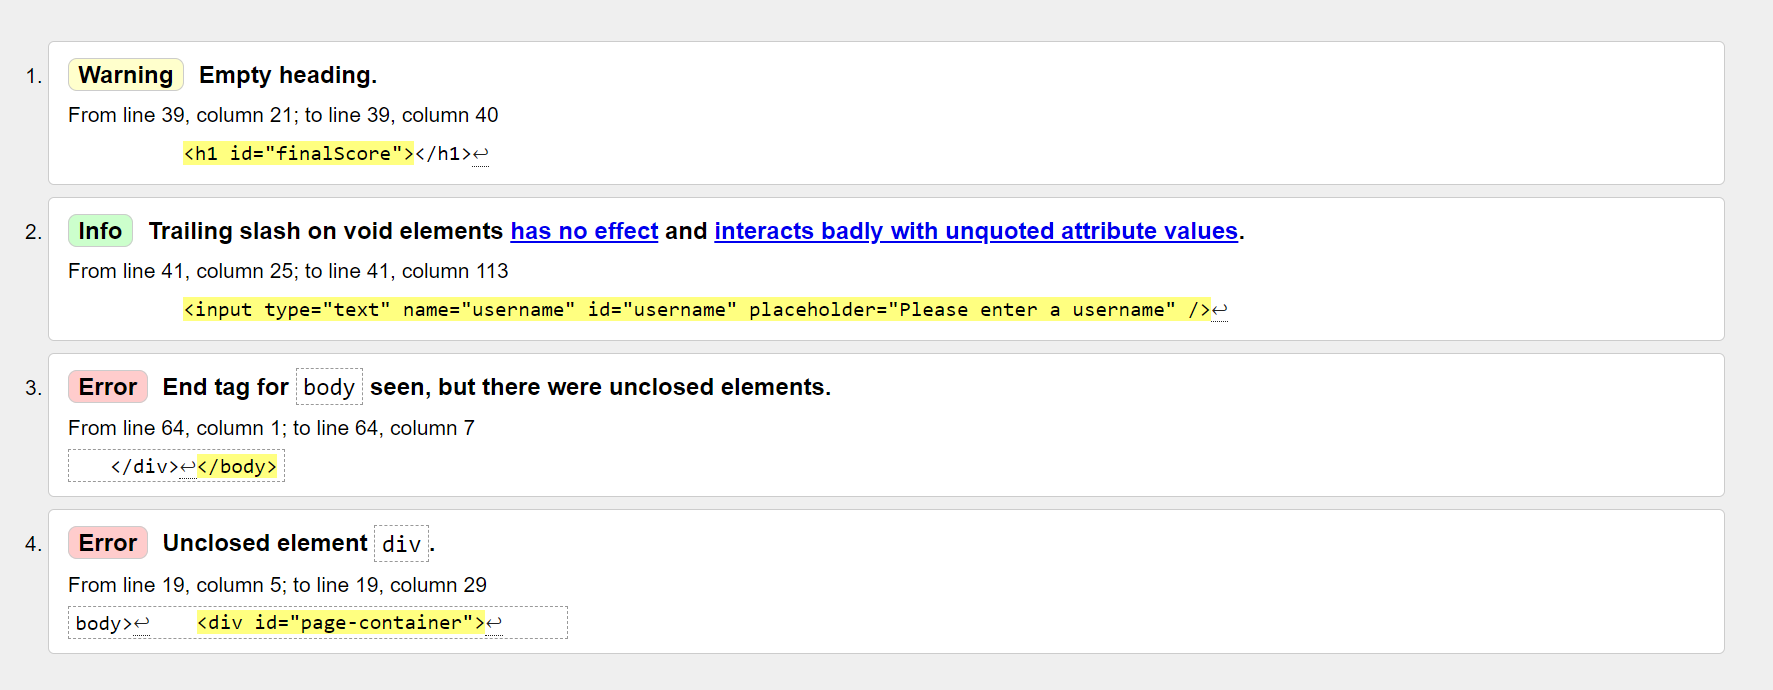 1. Warning Empty heading.
From line 39, column 21; to line 39, column 40
<h1 id="finalScore"></h1>↩
2. Info Trailing slash on void elements has no effect and interacts badly with unquoted attribute values.
From line 41, column 25; to line 41, column 113
<input type="text" name="username" id="username" placeholder="Please enter a username" />↩
3. Error End tag for body seen, but there were unclosed elements.
From line 64, column 1; to line 64, column 7
</div>↩</body>
4. Error Unclosed element div.
From line 19, column 5; to line 19, column 29
body>↩ <div id="page-container">↩